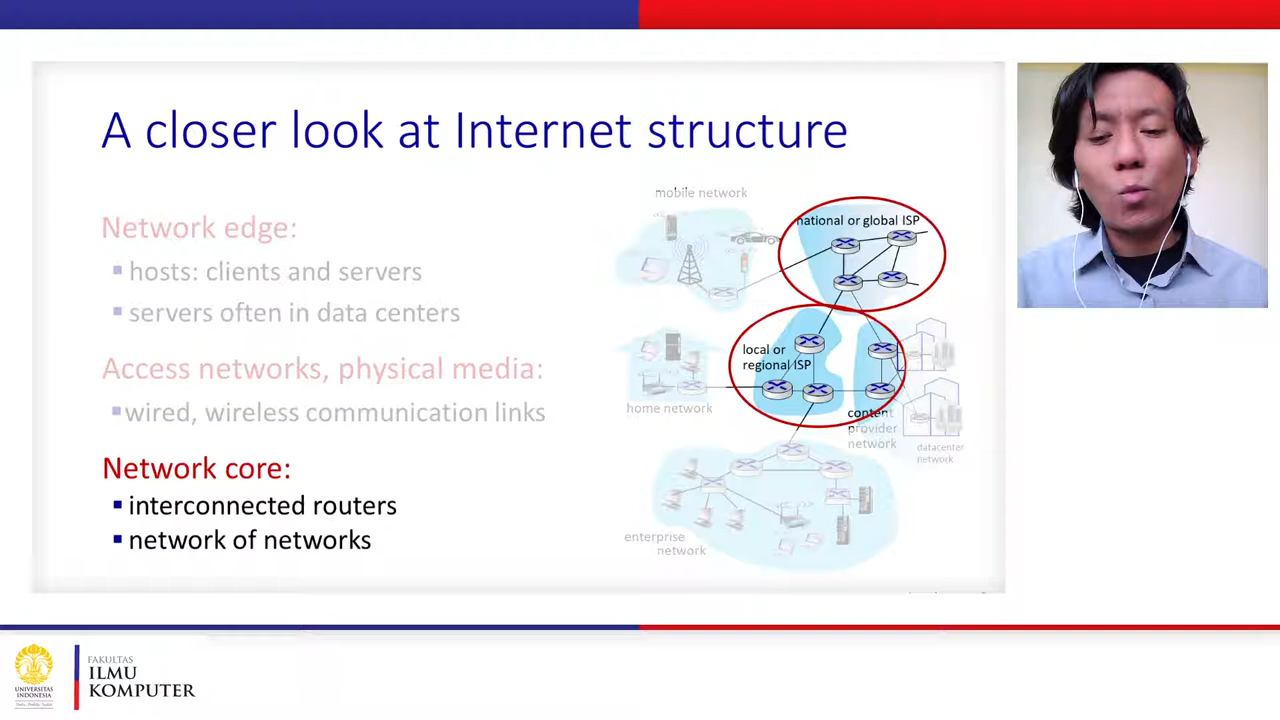 A closer look at Internet structure
Network edge:
▪ hosts: clients and servers
▪ servers often in data centers
Access networks, physical media:
▪ wired, wireless communication links
Network core:
▪ interconnected routers
▪ network of networks
mobile network
national or global ISP
local or
regional ISP
home network
content
provider
network
datacenter
network
enterprise
network
UNIVERSITAS
INDONESIA
FAKULTAS
ILMU
KOMPUTER